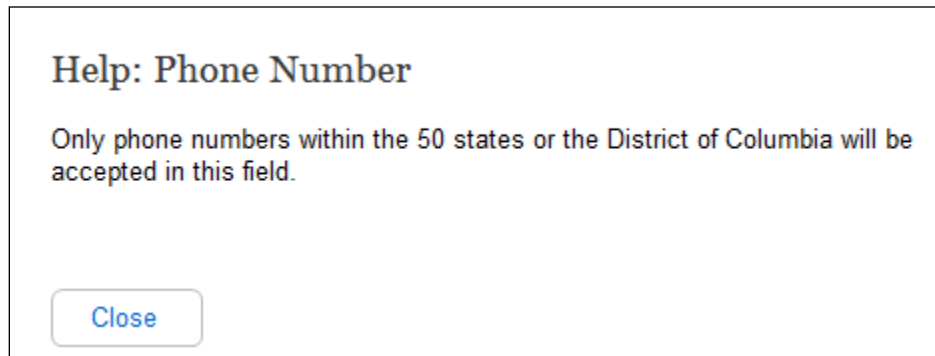 Help: Phone Number
Only phone numbers within the 50 states or the District of Columbia will be
accepted in this field.
Close